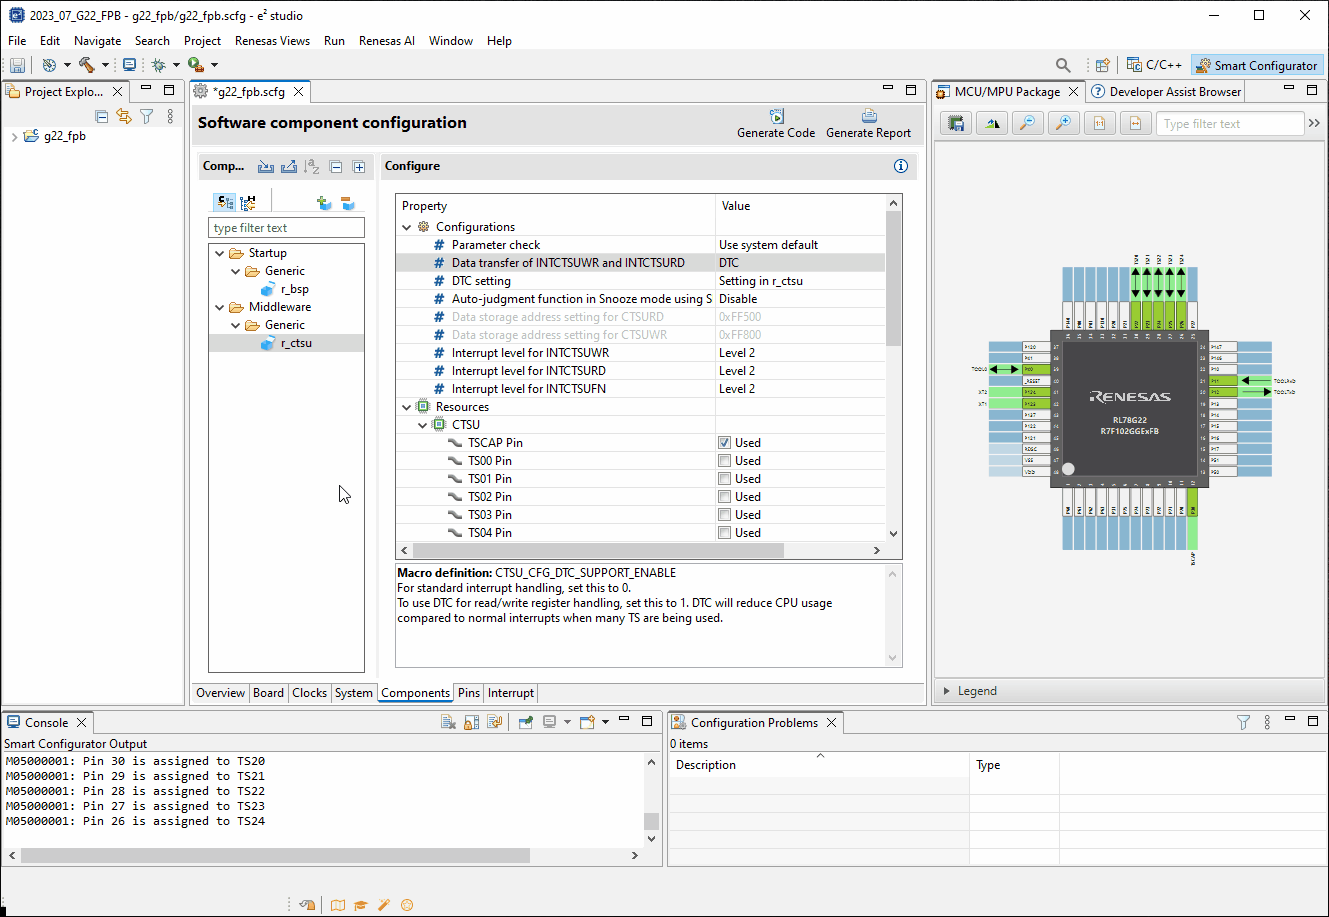 2023_07_G22_FPB - g22_fpb/g22_fpb.scfg - e² studio
File Edit Navigate Search Project Renesas Views Run Renesas AI Window Help
C/C++
Smart Configurator
Project Explo...
g22_fpb
*g22_fpb.scfg
Software component configuration
Generate Code
Generate Report
Comp...
type filter text
Startup
Generic
r_bsp
Middleware
Generic
r_ctsu
Configure
Property Value
Configurations
Parameter check Use system default
Data transfer of INTCTSUWR and INTCTSURD DTC
DTC setting Setting in r_ctsu
Auto-judgment function in Snooze mode using S Disable
Data storage address setting for CTSURD 0xFF500
Data storage address setting for CTSUWR 0xFF800
Interrupt level for INTCTSUWR Level 2
Interrupt level for INTCTSURD Level 2
Interrupt level for INTCTSUFN Level 2
Resources
CTSU
TSCAP Pin Used
TS00 Pin Used
TS01 Pin Used
TS02 Pin Used
TS03 Pin Used
TS04 Pin Used
Macro definition: CTSU_CFG_DTC_SUPPORT_ENABLE
For standard interrupt handling, set this to 0.
To use DTC for read/write register handling, set this to 1. DTC will reduce CPU usage
compared to normal interrupts when many TS are being used.
Overview Board Clocks System Components Pins Interrupt
MCU/MPU Package
Developer Assist Browser
Type filter text
RENESAS
RL78G22
R7F102GGExFB
Legend
Console
Smart Configurator Output
M05000001: Pin 30 is assigned to TS20
M05000001: Pin 29 is assigned to TS21
M05000001: Pin 28 is assigned to TS22
M05000001: Pin 27 is assigned to TS23
M05000001: Pin 26 is assigned to TS24
Configuration Problems
0 items
Description Type